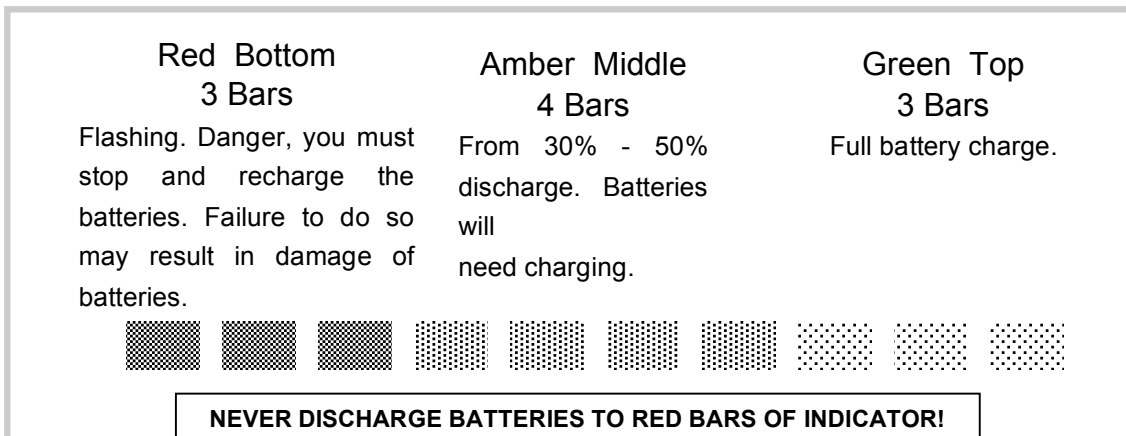 Red Bottom
3 Bars
Flashing. Danger, you must
stop and recharge the
batteries. Failure to do so
may result in damage of
batteries.
Amber Middle
4 Bars
From 30% - 50%
discharge. Batteries
will
need charging.
Green Top
3 Bars
Full battery charge.
NEVER DISCHARGE BATTERIES TO RED BARS OF INDICATOR!